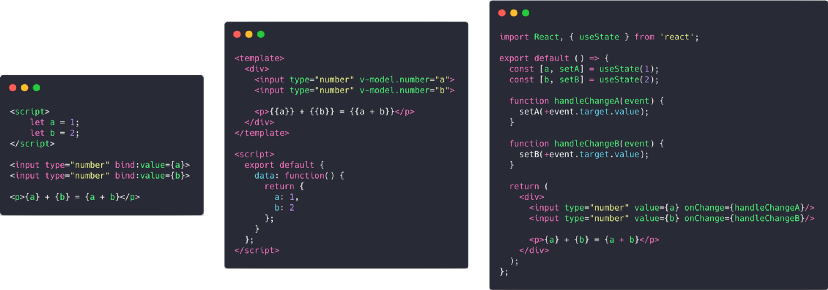 <script>
    let a = 1;
    let b = 2;
</script>

<input type="number" bind:value={a}>
<input type="number" bind:value={b}>

<p>{a} + {b} = {a + b}</p>

<template>
  <div>
    <input type="number" v-model.number="a">
    <input type="number" v-model.number="b">

    <p>{{a}} + {{b}} = {{a + b}}</p>
  </div>
</template>

<script>
  export default {
    data: function() {
      return {
        a: 1,
        b: 2
      };
    }
  };
</script>

import React, { useState } from 'react';

export default () => {
  const [a, setA] = useState(1);
  const [b, setB] = useState(2);

  function handleChangeA(event) {
    setA(+event.target.value);
  }

  function handleChangeB(event) {
    setB(+event.target.value);
  }

  return (
    <div>
      <input type="number" value={a} onChange={handleChangeA}/>
      <input type="number" value={b} onChange={handleChangeB}/>

      <p>{a} + {b} = {a + b}</p>
    </div>
  );
};